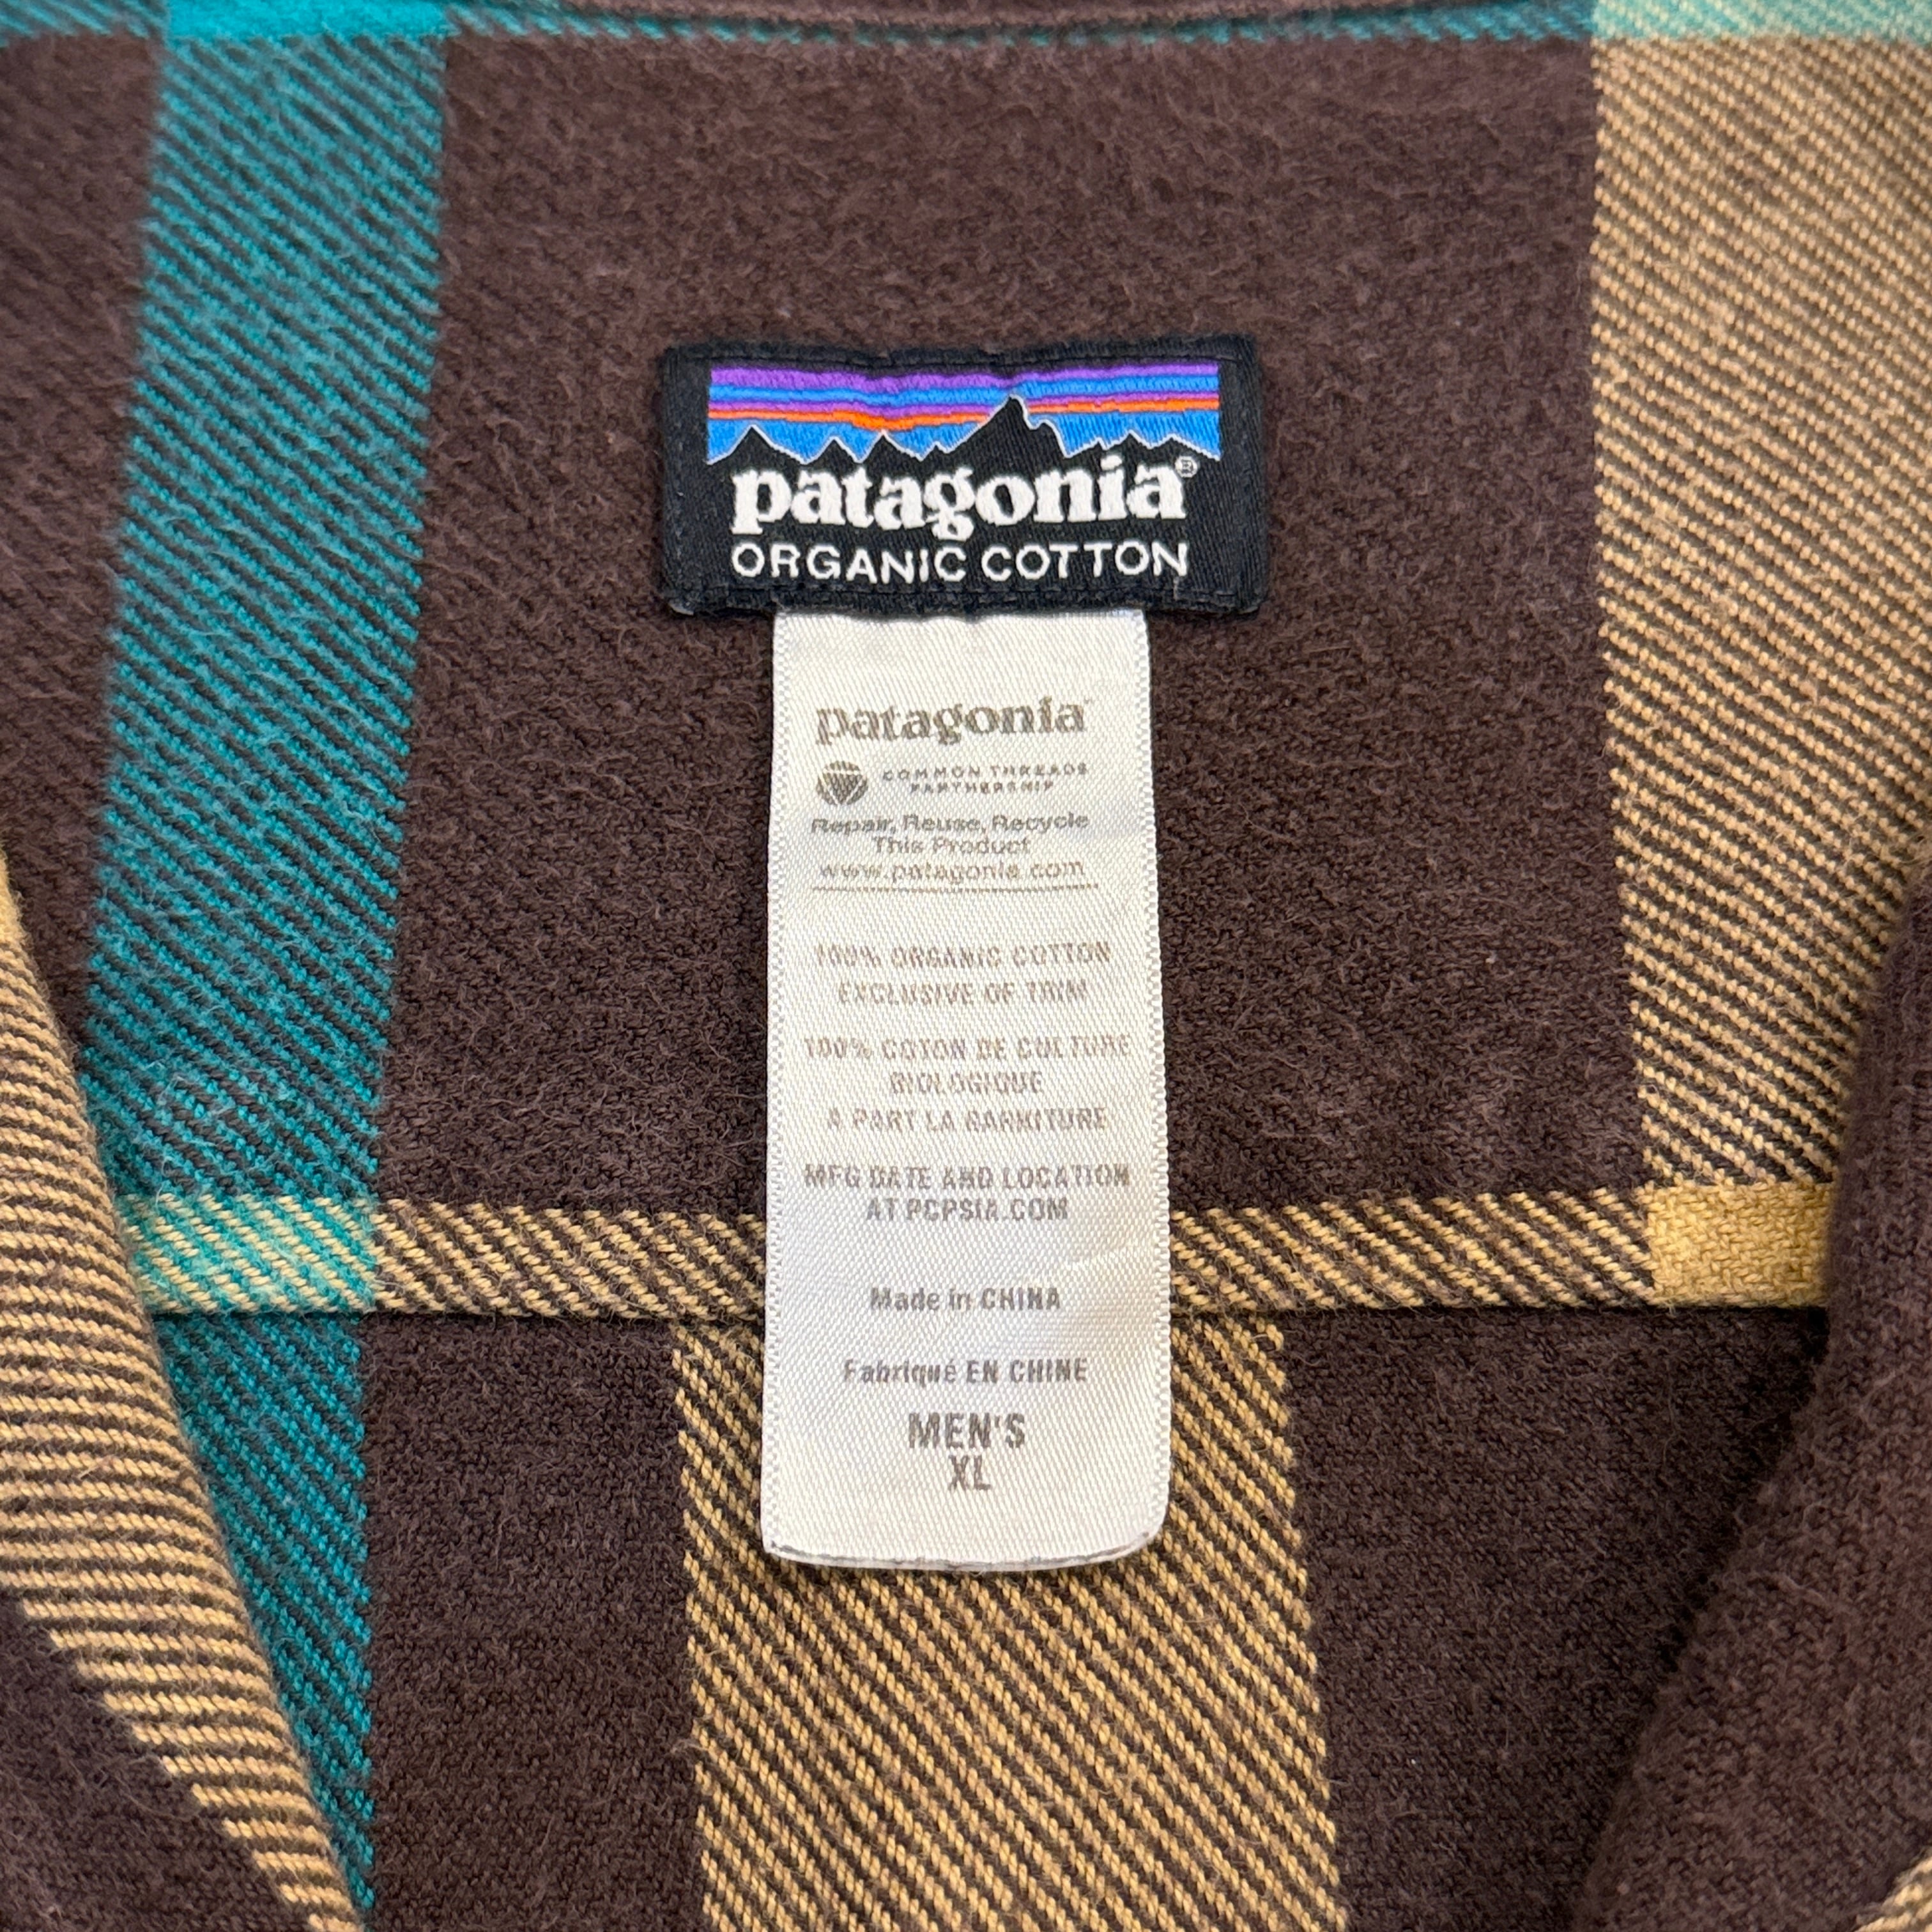 patagonia®
ORGANIC COTTON
patagonia
COMMON THREADS
PARTNERSHIP
Repair, Reuse, Recycle
This Product
www.patagonia.com
100% ORGANIC COTTON
EXCLUSIVE OF TRIM
100% COTON DE CULTURE
BIOLOGIQUE
A PART LA GARNITURE
MFG DATE AND LOCATION
AT PCPSIA.COM
Made in CHINA
Fabriqué EN CHINE
MEN'S
XL